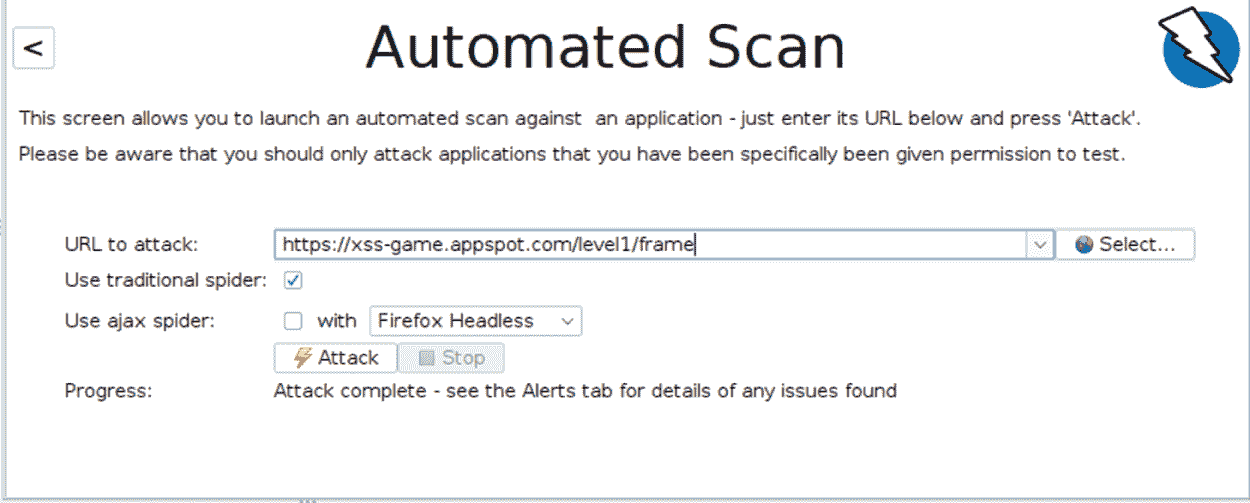 <
Automated Scan
This screen allows you to launch an automated scan against  an application - just enter its URL below and press 'Attack'.
Please be aware that you should only attack applications that you have been specifically been given permission to test.
URL to attack: https://xss-game.appspot.com/level1/frame Select...
Use traditional spider:
Use ajax spider: with Firefox Headless
Attack Stop
Progress: Attack complete - see the Alerts tab for details of any issues found